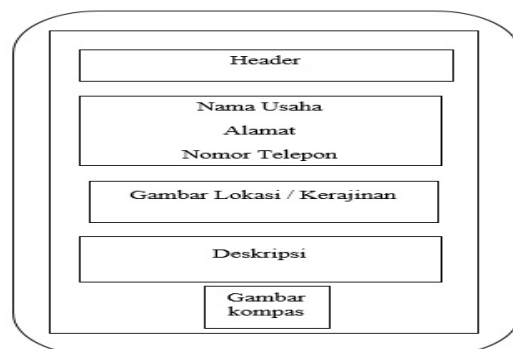 Header
Nama Usaha
Alamat
Nomor Telepon
Gambar Lokasi / Kerajinan
Deskripsi
Gambar
kompas